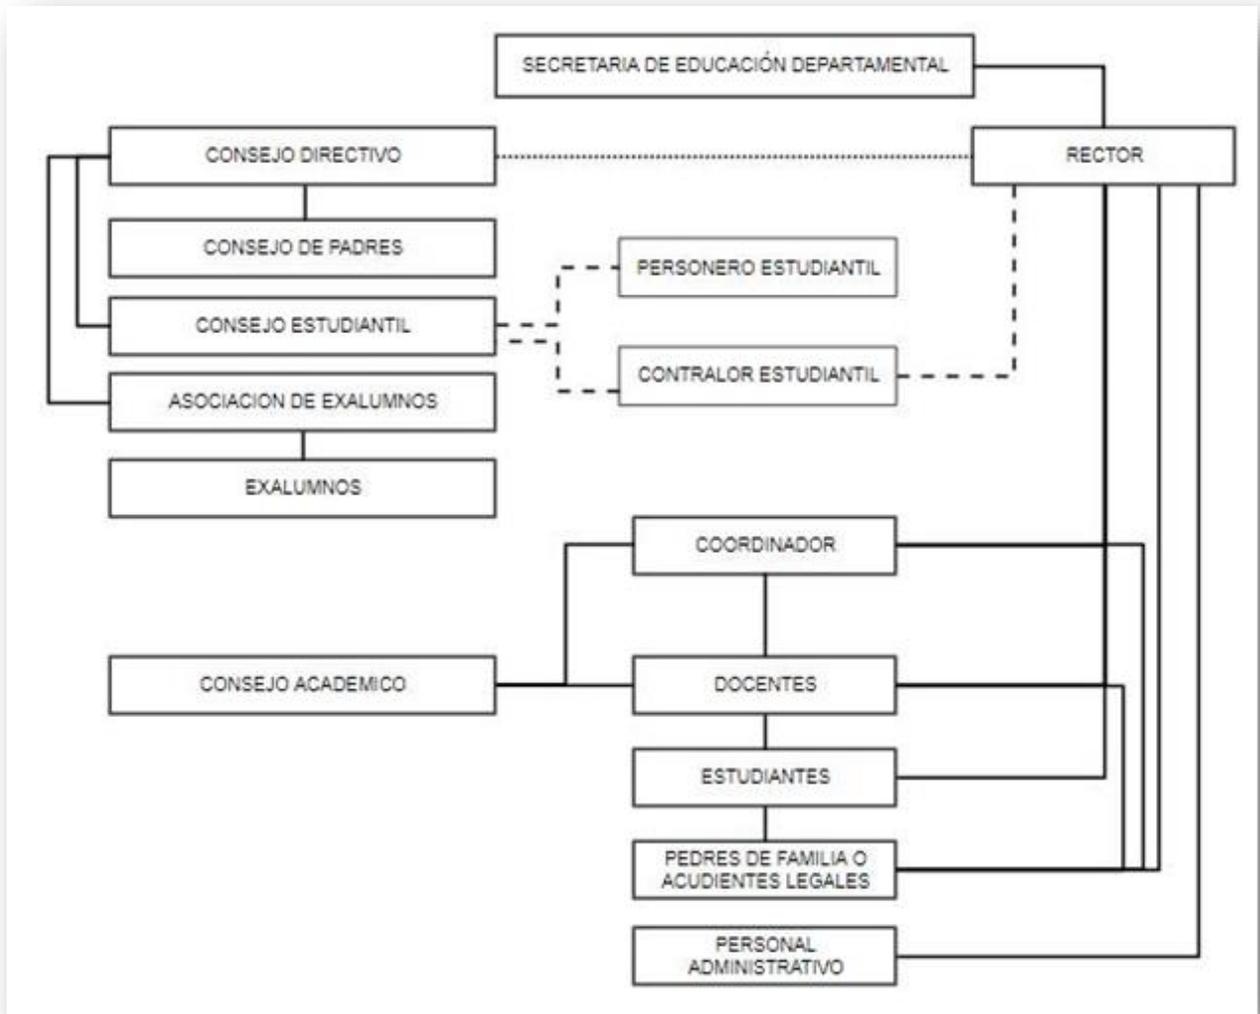 SECRETARIA DE EDUCACIÓN DEPARTAMENTAL
CONSEJO DIRECTIVO
RECTOR
CONSEJO DE PADRES
PERSONERO ESTUDIANTIL
CONSEJO ESTUDIANTIL
CONTRALOR ESTUDIANTIL
ASOCIACION DE EXALUMNOS
EXALUMNOS
COORDINADOR
CONSEJO ACADEMICO
DOCENTES
ESTUDIANTES
PEDRES DE FAMILIA O
ACUDIENTES LEGALES
PERSONAL
ADMINISTRATIVO